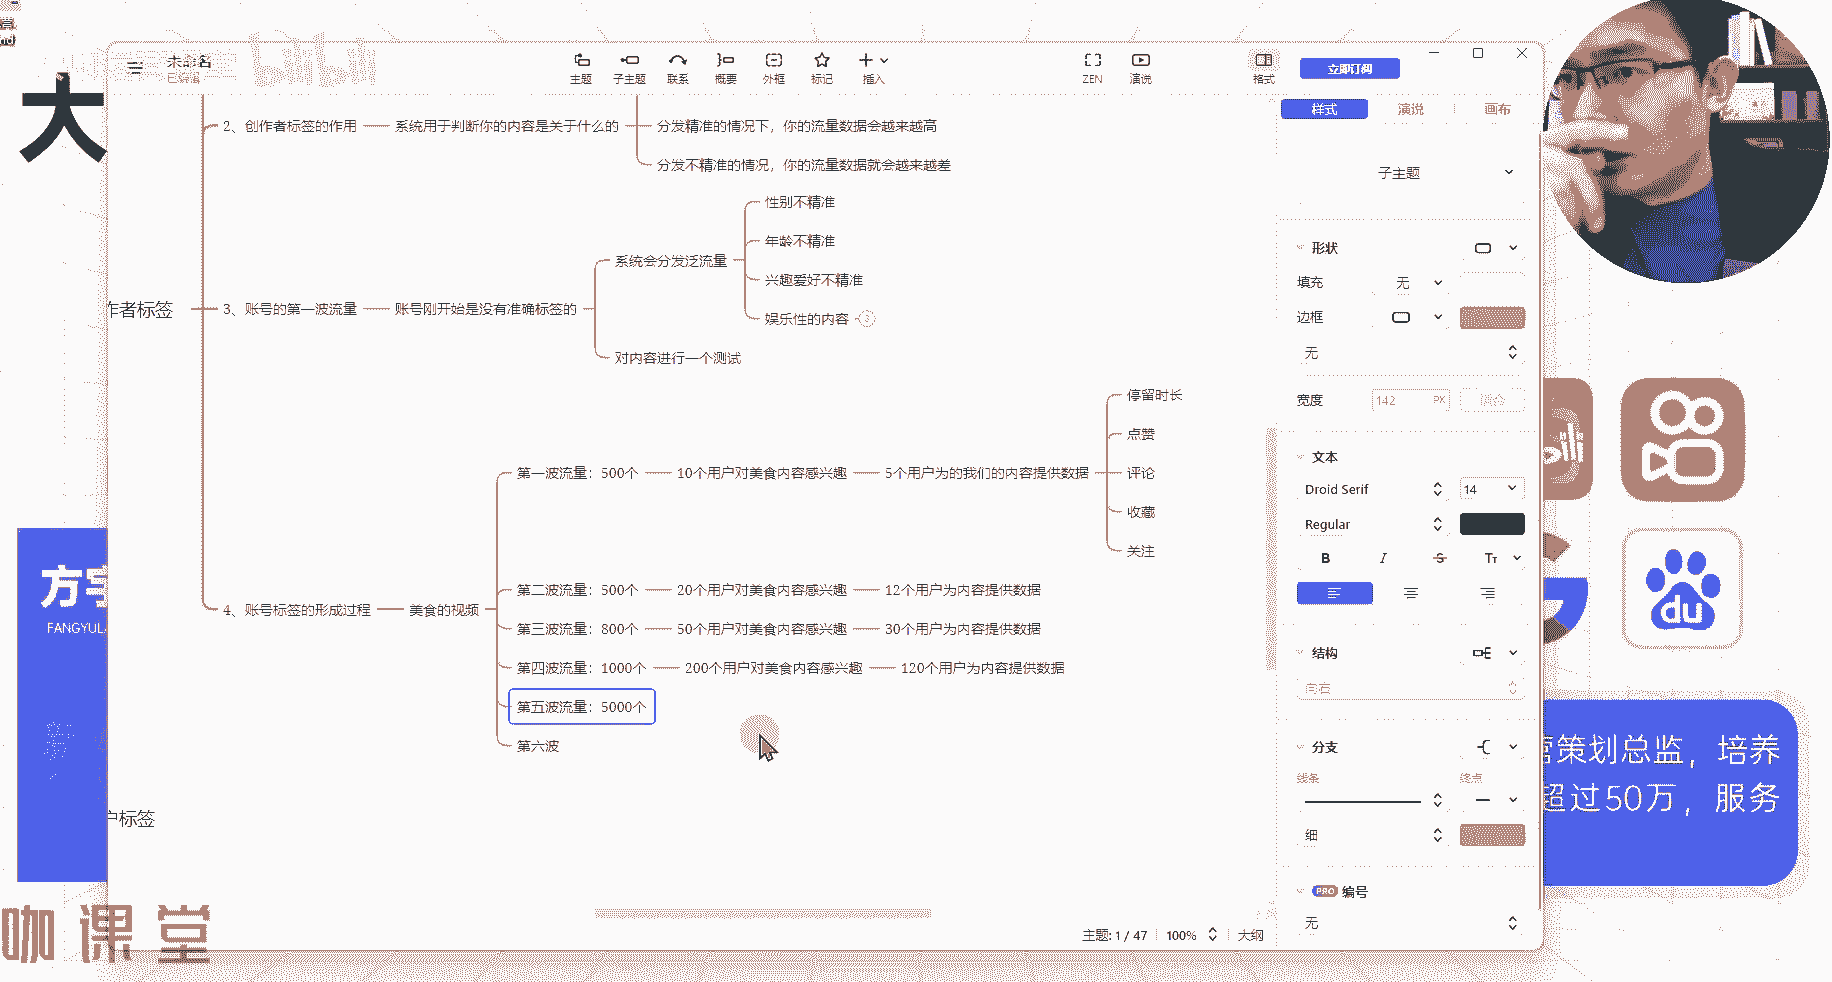 大
bilibili
未命名
已编辑
主题
子主题
联系
概要
外框
标记
插入
ZEN
演说
格式
立即订阅
样式
演说
画布
2、创作者标签的作用
系统用于判断你的内容是关于什么的
分发精准的情况下，你的流量数据会越来越高
分发不精准的情况，你的流量数据就会越来越差
子主题
性别不精准
年龄不精准
系统会分发泛流量
兴趣爱好不精准
娱乐性的内容
作者标签
3、账号的第一波流量
账号刚开始是没有准确标签的
对内容进行一个测试
形状
填充
无
边框
无
宽度
142
PX
停留时长
点赞
第一波流量：500个
10个用户对美食内容感兴趣
5个用户为的我们的内容提供数据
评论
收藏
关注
文本
Droid Serif
14
Regular
B
I
S
TT
4、账号标签的形成过程
美食的视频
第二波流量：500个
20个用户对美食内容感兴趣
12个用户为内容提供数据
第三波流量：800个
50个用户对美食内容感兴趣
30个用户为内容提供数据
第四波流量：1000个
200个用户对美食内容感兴趣
120个用户为内容提供数据
第五波流量：5000个
第六波
结构
向右
分支
线条
终点
细
PRO 编号
无
户标签
方宇
FANGYUL
du
营策划总监，培养
超过50万，服务
咖课堂
主题: 1 / 47
100%
大纲